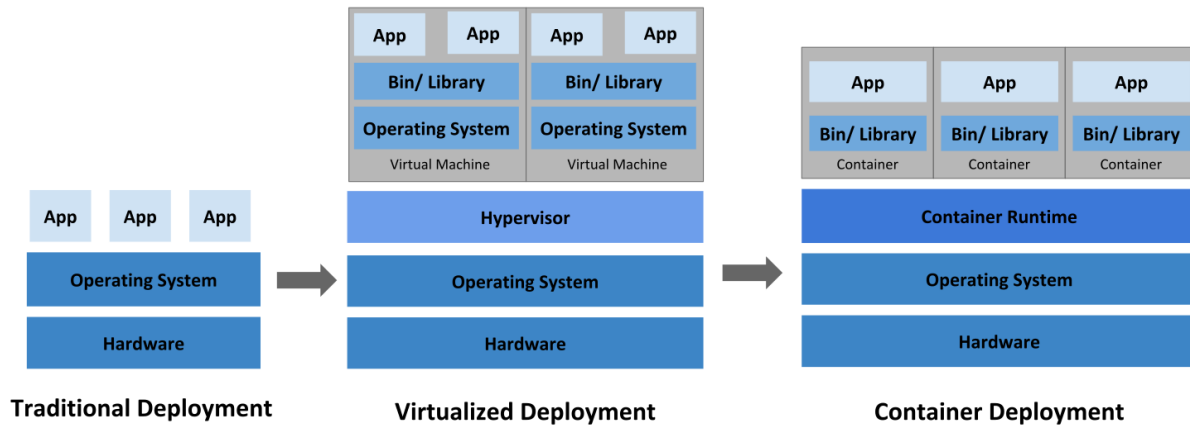 App
App
App
Operating System
Hardware
Traditional Deployment
App
App
Bin/ Library
Operating System
Virtual Machine
App
App
Bin/ Library
Operating System
Virtual Machine
Hypervisor
Operating System
Hardware
Virtualized Deployment
App
Bin/ Library
Container
App
Bin/ Library
Container
App
Bin/ Library
Container
Container Runtime
Operating System
Hardware
Container Deployment